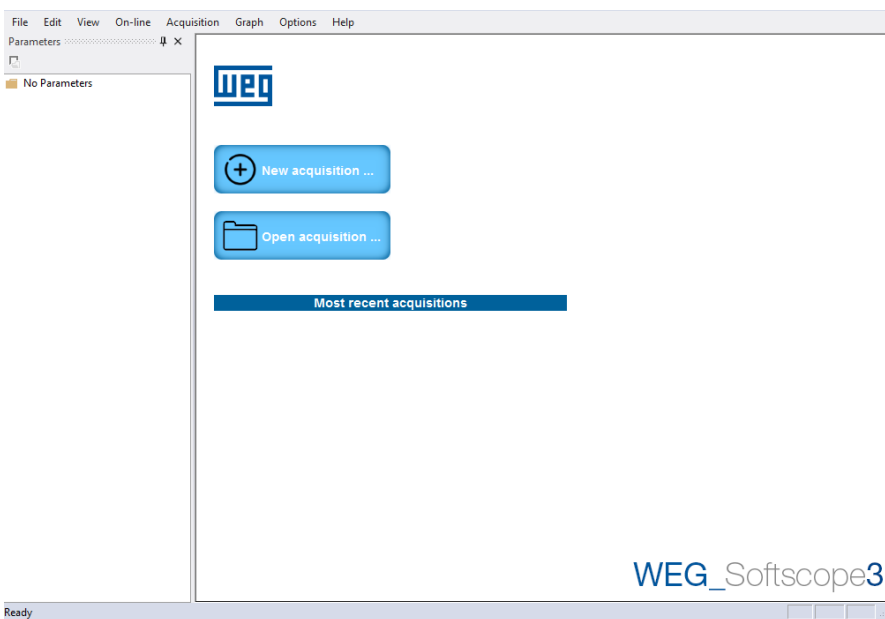 File Edit View On-line Acquisition Graph Options Help
Parameters
No Parameters
weg
New acquisition ...
Open acquisition ...
Most recent acquisitions
WEG_Softscope3
Ready